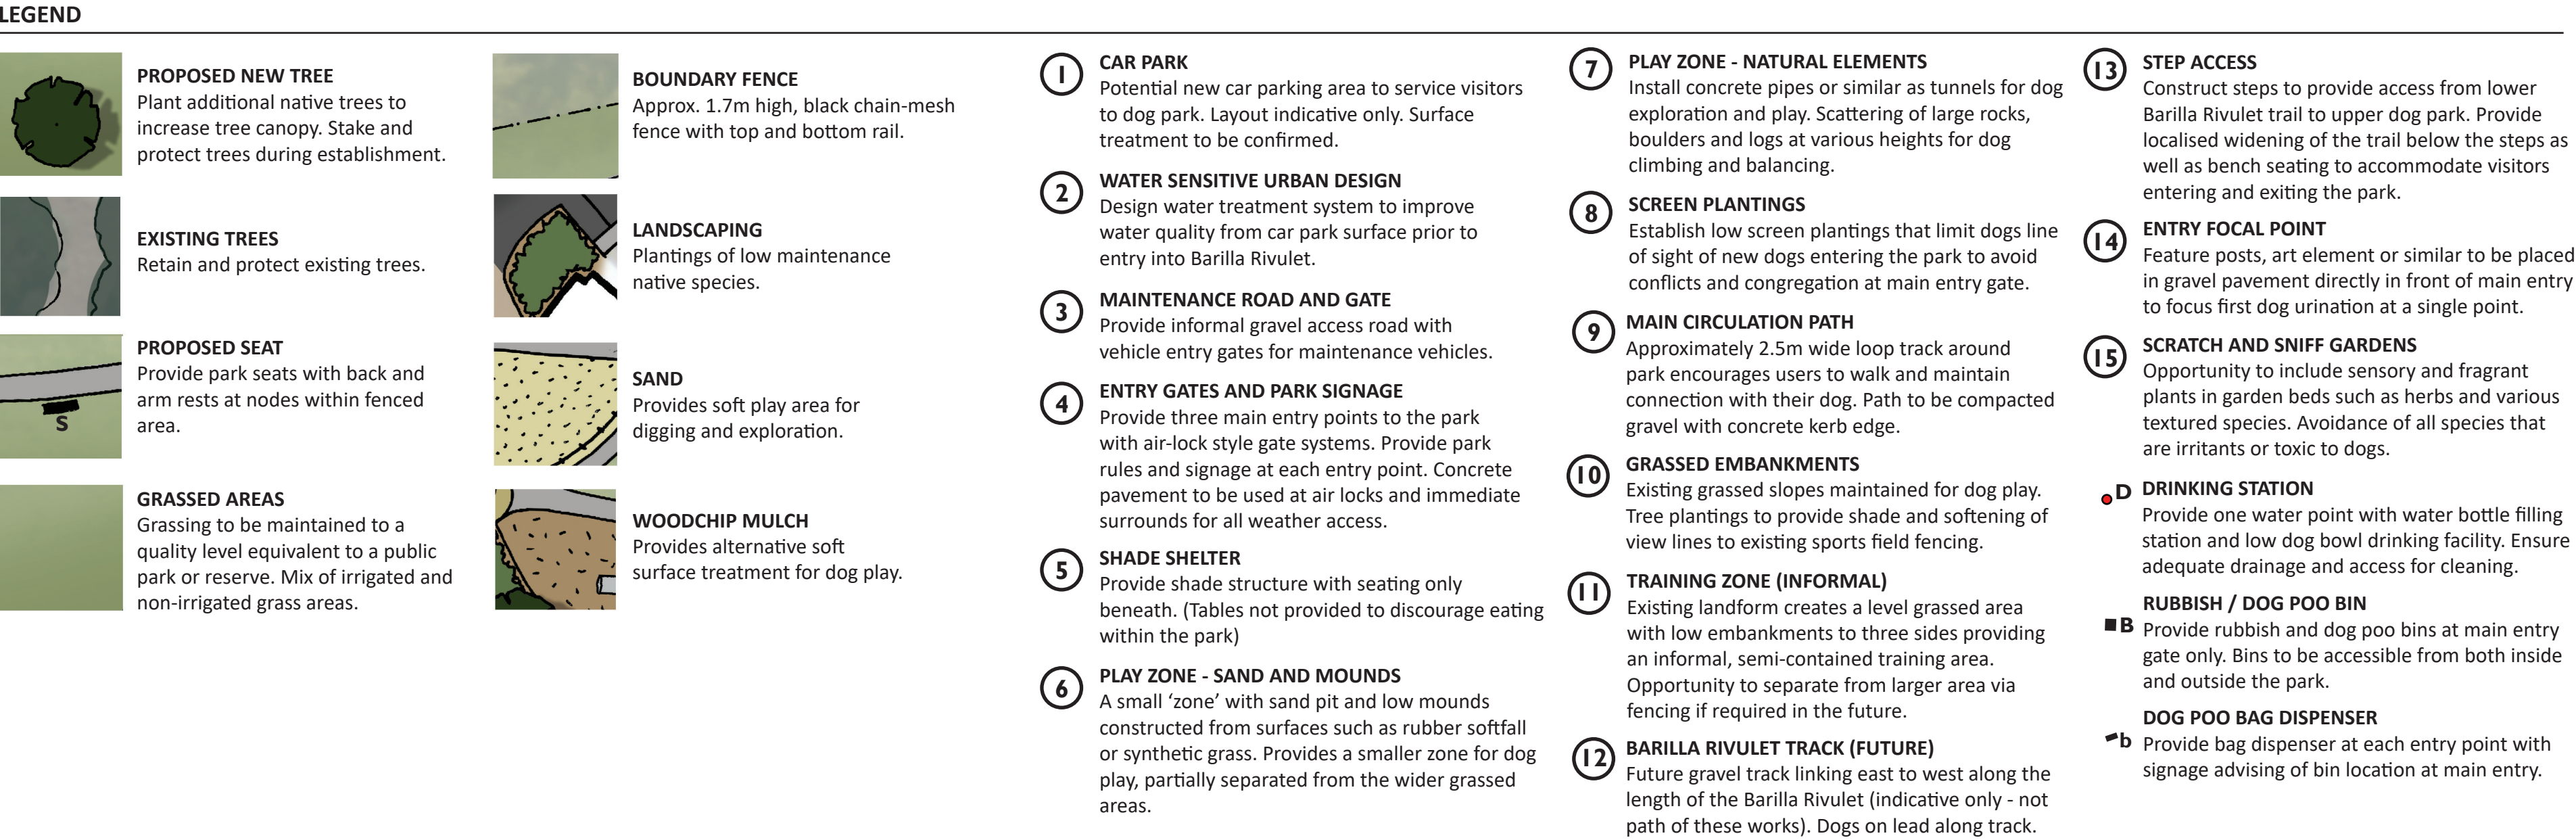 LEGEND
PROPOSED NEW TREE
Plant additional native trees to
increase tree canopy. Stake and
protect trees during establishment.
EXISTING TREES
Retain and protect existing trees.
S
PROPOSED SEAT
Provide park seats with back and
arm rests at nodes within fenced
area.
GRASSED AREAS
Grassing to be maintained to a
quality level equivalent to a public
park or reserve. Mix of irrigated and
non-irrigated grass areas.
BOUNDARY FENCE
Approx. 1.7m high, black chain-mesh
fence with top and bottom rail.
LANDSCAPING
Plantings of low maintenance
native species.
SAND
Provides soft play area for
digging and exploration.
WOODCHIP MULCH
Provides alternative soft
surface treatment for dog play.
1 CAR PARK
Potential new car parking area to service visitors
to dog park. Layout indicative only. Surface
treatment to be confirmed.
2 WATER SENSITIVE URBAN DESIGN
Design water treatment system to improve
water quality from car park surface prior to
entry into Barilla Rivulet.
3 MAINTENANCE ROAD AND GATE
Provide informal gravel access road with
vehicle entry gates for maintenance vehicles.
4 ENTRY GATES AND PARK SIGNAGE
Provide three main entry points to the park
with air-lock style gate systems. Provide park
rules and signage at each entry point. Concrete
pavement to be used at air locks and immediate
surrounds for all weather access.
5 SHADE SHELTER
Provide shade structure with seating only
beneath. (Tables not provided to discourage eating
within the park)
6 PLAY ZONE - SAND AND MOUNDS
A small ‘zone’ with sand pit and low mounds
constructed from surfaces such as rubber softfall
or synthetic grass. Provides a smaller zone for dog
play, partially separated from the wider grassed
areas.
7 PLAY ZONE - NATURAL ELEMENTS
Install concrete pipes or similar as tunnels for dog
exploration and play. Scattering of large rocks,
boulders and logs at various heights for dog
climbing and balancing.
8 SCREEN PLANTINGS
Establish low screen plantings that limit dogs line
of sight of new dogs entering the park to avoid
conflicts and congregation at main entry gate.
9 MAIN CIRCULATION PATH
Approximately 2.5m wide loop track around
park encourages users to walk and maintain
connection with their dog. Path to be compacted
gravel with concrete kerb edge.
10 GRASSED EMBANKMENTS
Existing grassed slopes maintained for dog play.
Tree plantings to provide shade and softening of
view lines to existing sports field fencing.
11 TRAINING ZONE (INFORMAL)
Existing landform creates a level grassed area
with low embankments to three sides providing
an informal, semi-contained training area.
Opportunity to separate from larger area via
fencing if required in the future.
12 BARILLA RIVULET TRACK (FUTURE)
Future gravel track linking east to west along the
length of the Barilla Rivulet (indicative only - not
path of these works). Dogs on lead along track.
13 STEP ACCESS
Construct steps to provide access from lower
Barilla Rivulet trail to upper dog park. Provide
localised widening of the trail below the steps as
well as bench seating to accommodate visitors
entering and exiting the park.
14 ENTRY FOCAL POINT
Feature posts, art element or similar to be placed
in gravel pavement directly in front of main entry
to focus first dog urination at a single point.
15 SCRATCH AND SNIFF GARDENS
Opportunity to include sensory and fragrant
plants in garden beds such as herbs and various
textured species. Avoidance of all species that
are irritants or toxic to dogs.
D DRINKING STATION
Provide one water point with water bottle filling
station and low dog bowl drinking facility. Ensure
adequate drainage and access for cleaning.
RUBBISH / DOG POO BIN
B Provide rubbish and dog poo bins at main entry
gate only. Bins to be accessible from both inside
and outside the park.
DOG POO BAG DISPENSER
b Provide bag dispenser at each entry point with
signage advising of bin location at main entry.